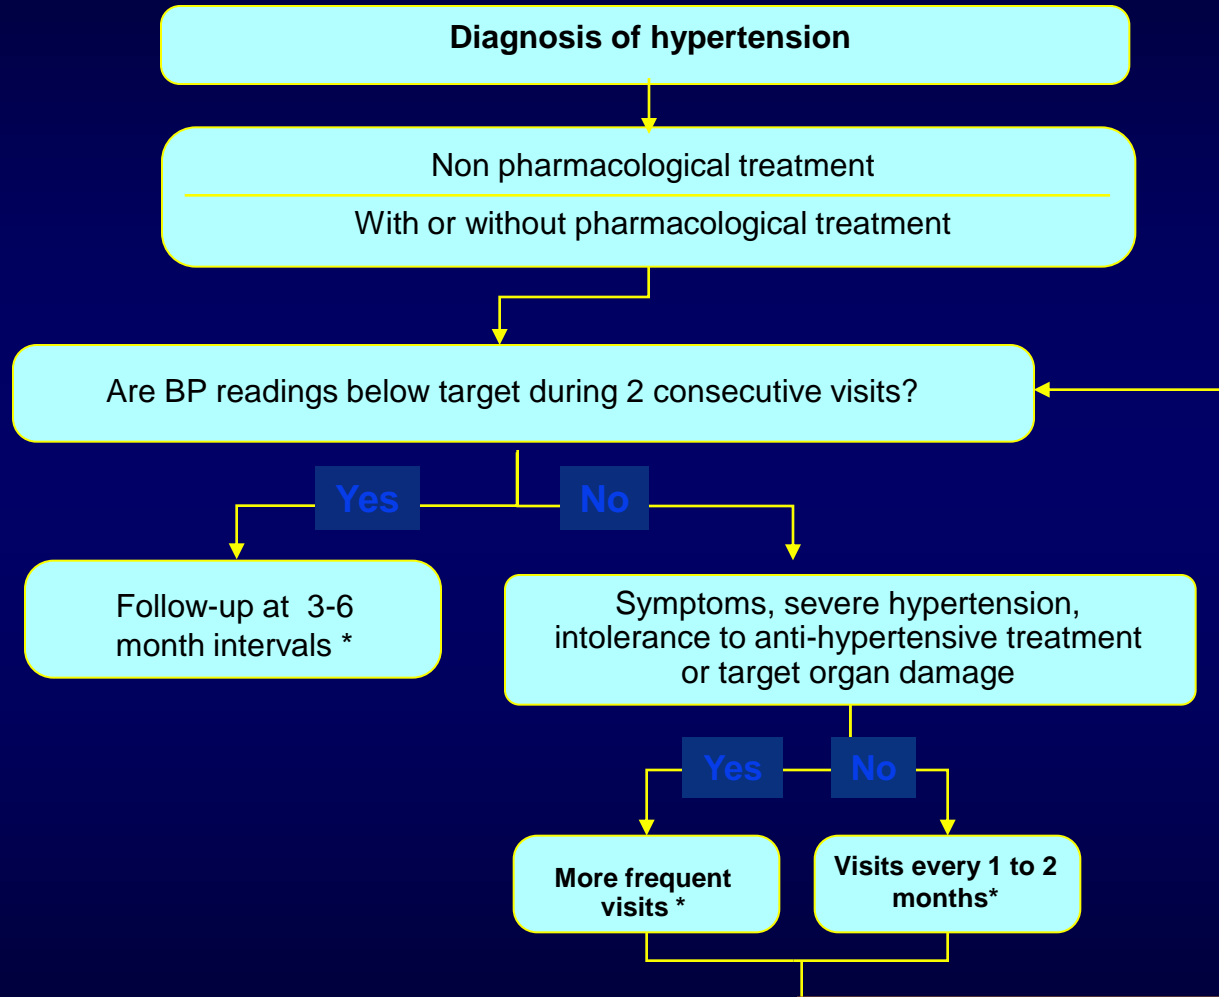 Diagnosis of hypertension
Non pharmacological treatment
With or without pharmacological treatment
Are BP readings below target during 2 consecutive visits?
Yes
No
Follow-up at 3-6
month intervals *
Symptoms, severe hypertension,
intolerance to anti-hypertensive treatment
or target organ damage
Yes
No
More frequent
visits *
Visits every 1 to 2
months*